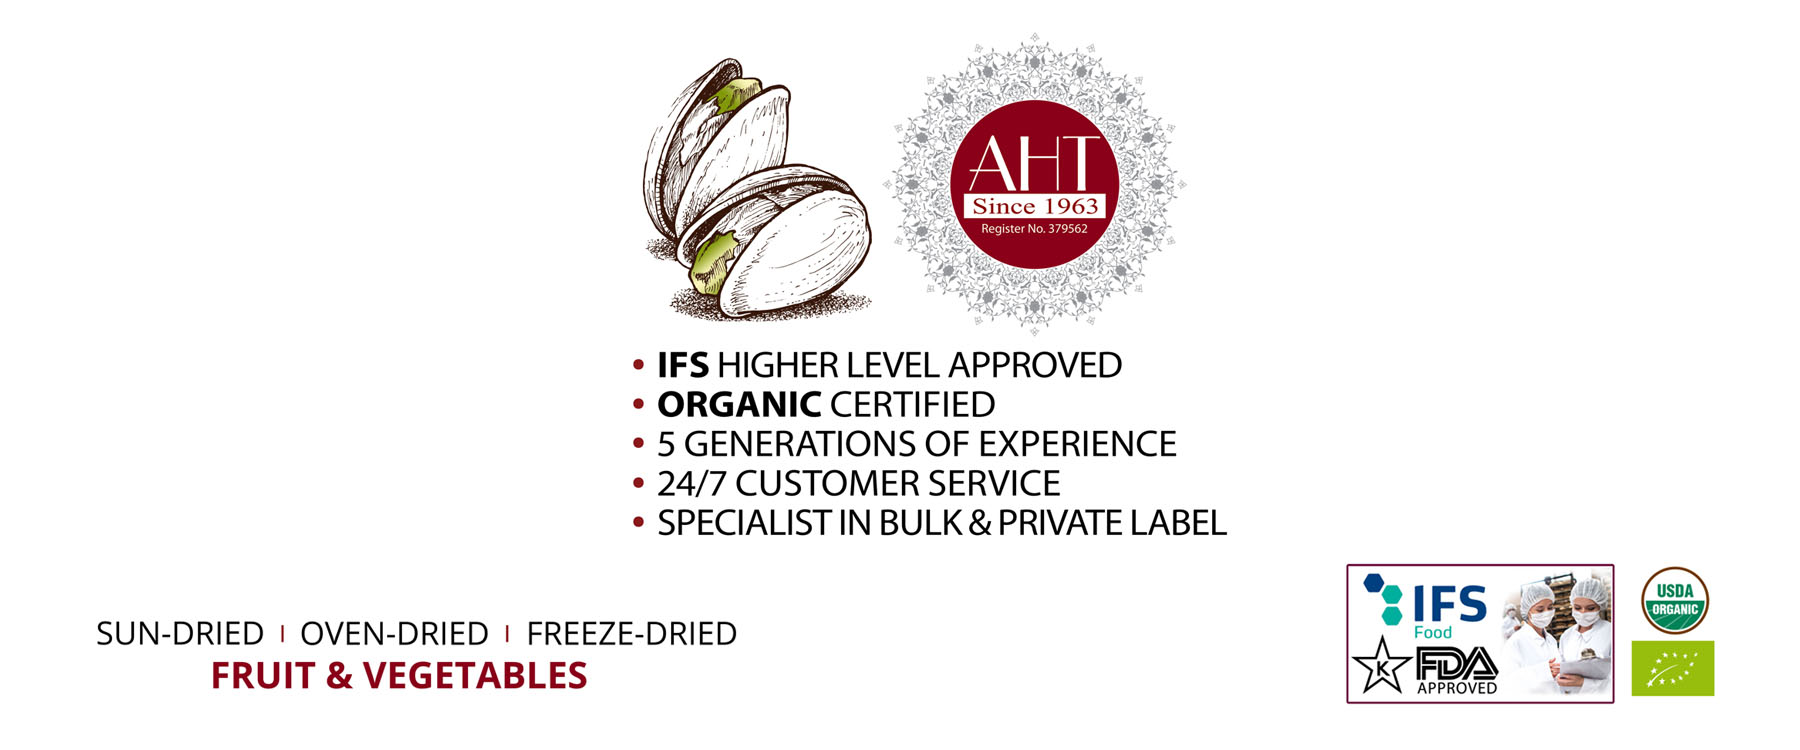 AHT
Since 1963
Register No. 379562
• IFS HIGHER LEVEL APPROVED
• ORGANIC CERTIFIED
• 5 GENERATIONS OF EXPERIENCE
• 24/7 CUSTOMER SERVICE
• SPECIALIST IN BULK & PRIVATE LABEL
SUN-DRIED | OVEN-DRIED | FREEZE-DRIED
FRUIT & VEGETABLES
IFS
Food
K
FDA
APPROVED
USDA
ORGANIC